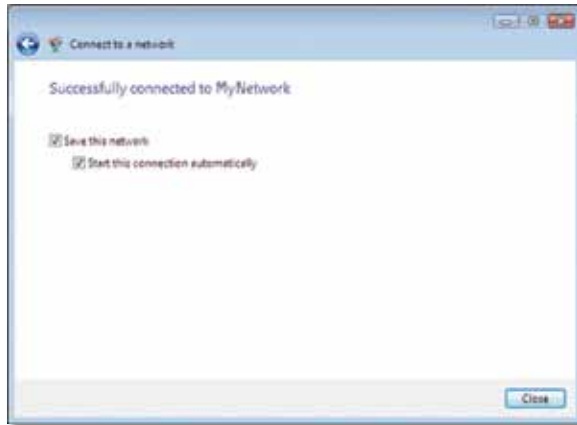 Connect to a network
Successfully connected to MyNetwork
Save this network
Start this connection automatically
Close